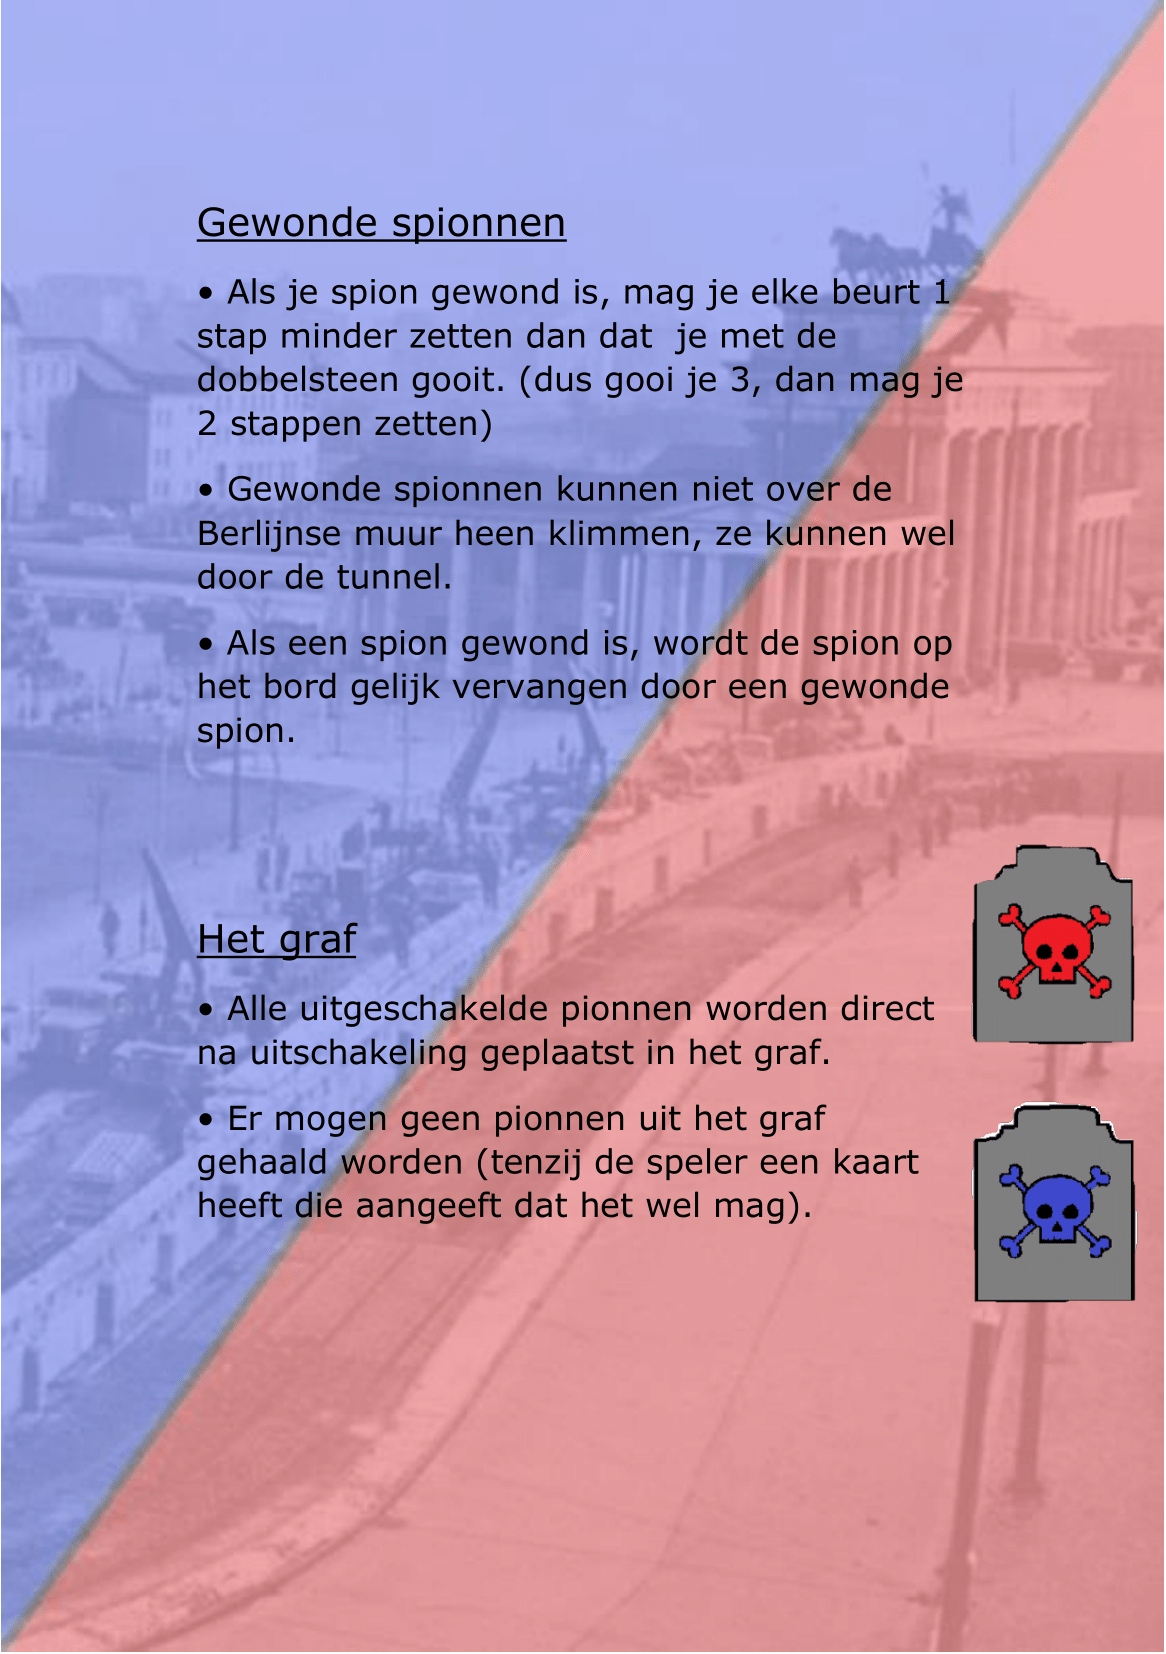 Gewonde spionnen
• Als je spion gewond is, mag je elke beurt 1
stap minder zetten dan dat  je met de
dobbelsteen gooit. (dus gooi je 3, dan mag je
2 stappen zetten)
• Gewonde spionnen kunnen niet over de
Berlijnse muur heen klimmen, ze kunnen wel
door de tunnel.
• Als een spion gewond is, wordt de spion op
het bord gelijk vervangen door een gewonde
spion.
Het graf
• Alle uitgeschakelde pionnen worden direct
na uitschakeling geplaatst in het graf.
• Er mogen geen pionnen uit het graf
gehaald worden (tenzij de speler een kaart
heeft die aangeeft dat het wel mag).